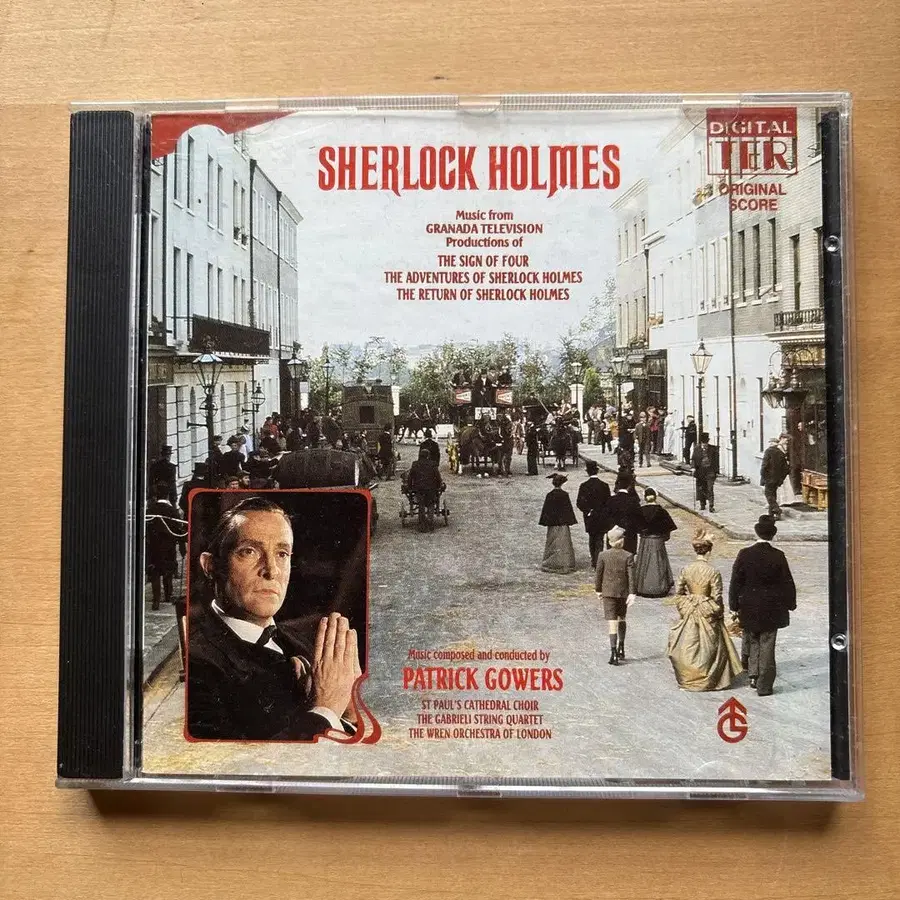 SHERLOCK HOLMES
DIGITAL
TER
ORIGINAL
SCORE
Music from
GRANADA TELEVISION
Productions of
THE SIGN OF FOUR
THE ADVENTURES OF SHERLOCK HOLMES
THE RETURN OF SHERLOCK HOLMES
Music composed and conducted by
PATRICK GOWERS
ST PAUL'S CATHEDRAL CHOIR
THE GABRIELI STRING QUARTET
THE WREN ORCHESTRA OF LONDON